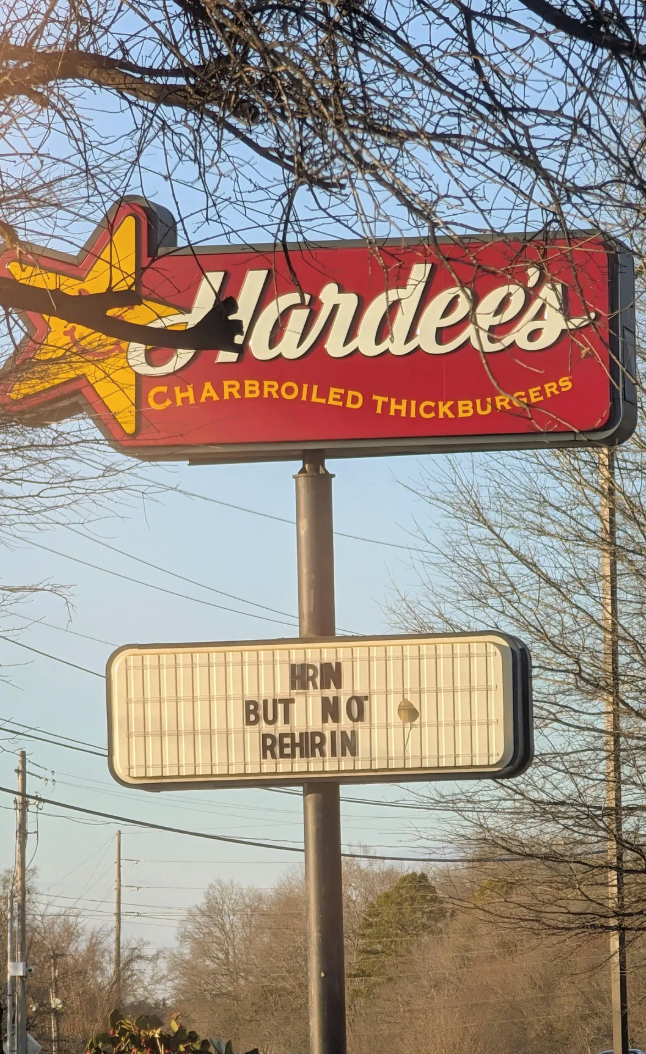 Hardee's
CHARBROILED THICKBURGERS
HRIN
BUT NOT
REHRIN